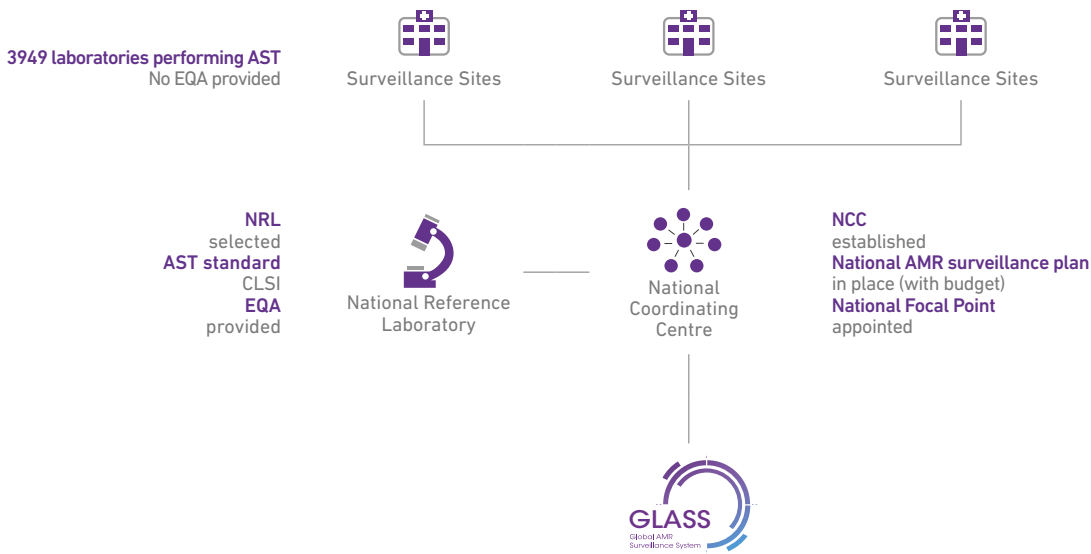 3949 laboratories performing AST
No EQA provided
Surveillance Sites
Surveillance Sites
Surveillance Sites
NRL
selected
AST standard
CLSI
EQA
provided
National Reference
Laboratory
National
Coordinating
Centre
NCC
established
National AMR surveillance plan
in place (with budget)
National Focal Point
appointed
GLASS
Global AMR
Surveillance System